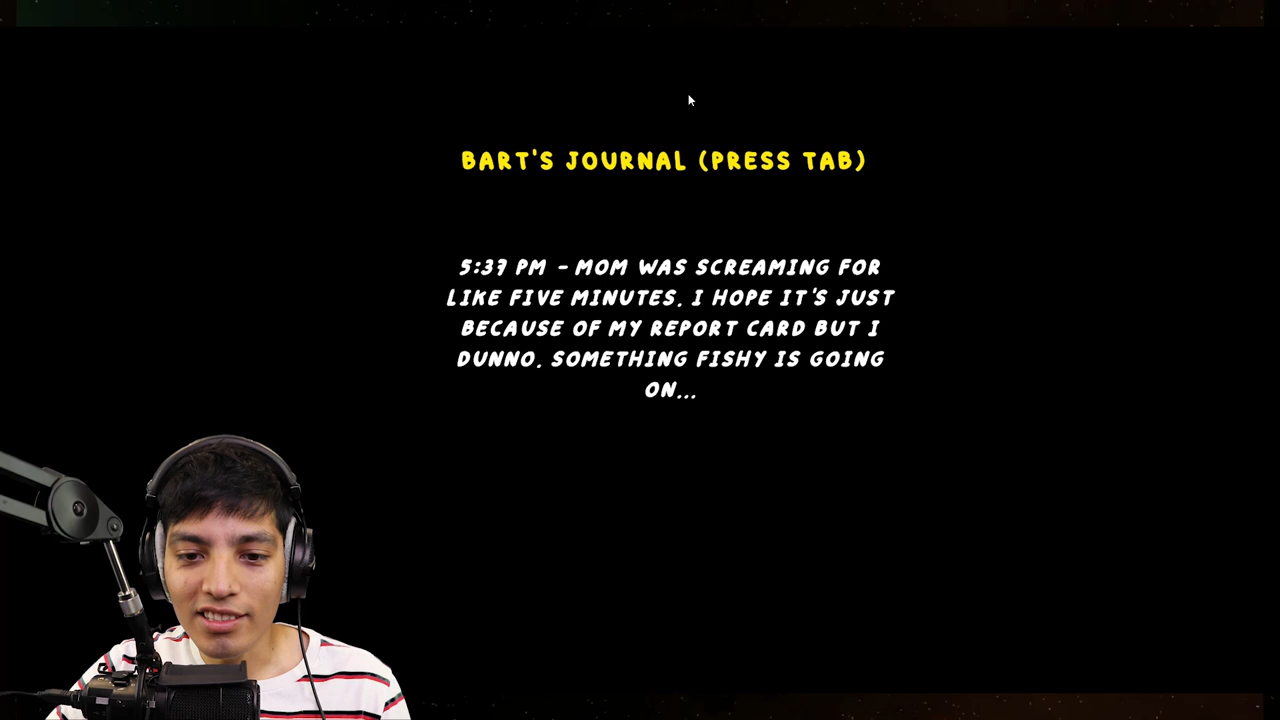 BART'S JOURNAL (PRESS TAB)
5:37 PM - MOM WAS SCREAMING FOR
LIKE FIVE MINUTES. I HOPE IT'S JUST
BECAUSE OF MY REPORT CARD BUT I
DUNNO. SOMETHING FISHY IS GOING
ON...